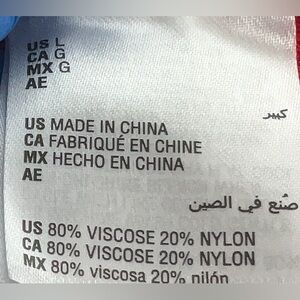 US L
CA G
MX G
AE
كبير
US MADE IN CHINA
CA FABRIQUÉ EN CHINE
MX HECHO EN CHINA
AE
صنع في الصين
US 80% VISCOSE 20% NYLON
CA 80% VISCOSE 20% NYLON
MX 80% viscosa 20% nilón